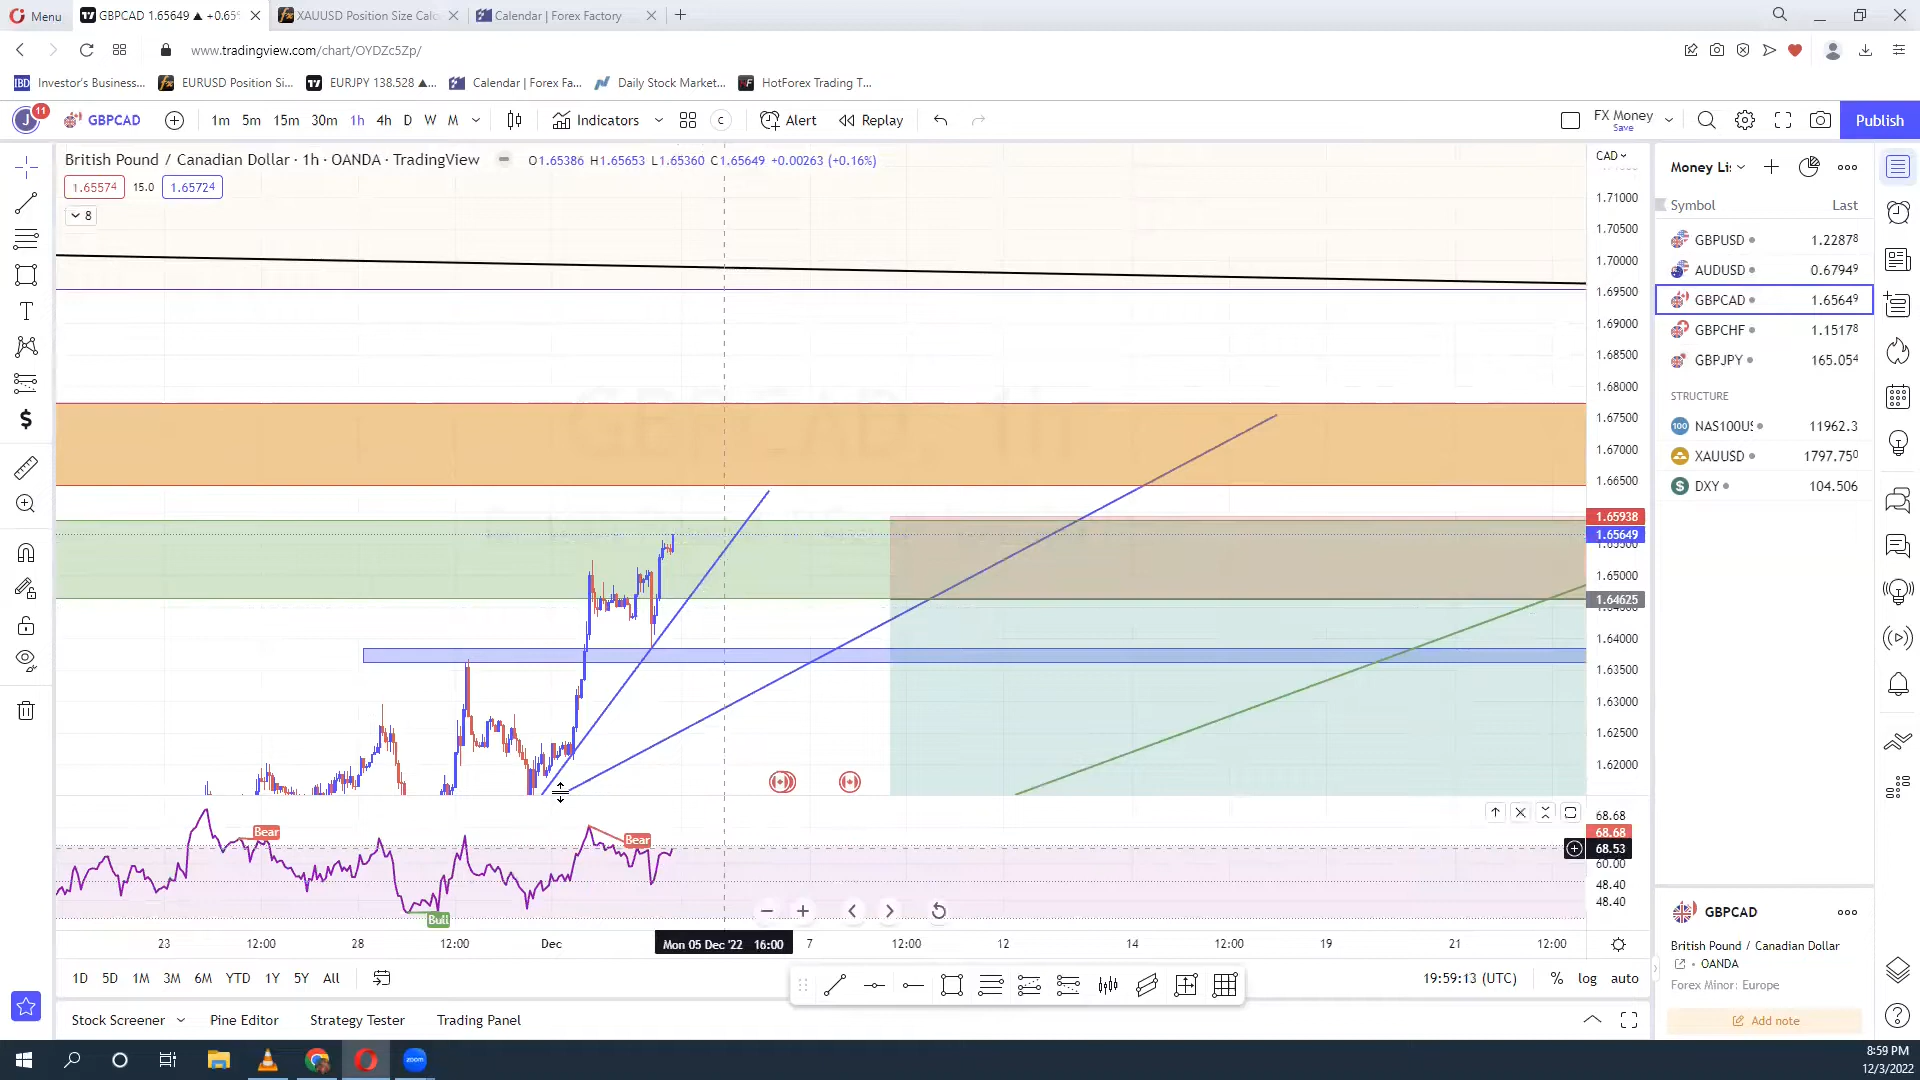 Menu
GBPCAD 1.65649 ▲ +0.65
XAUUSD Position Size Calc
Calendar | Forex Factory
www.tradingview.com/chart/OYDZc5Zp/
IBD Investor's Business...
EURUSD Position Si...
EURJPY 138.528 ▲...
Calendar | Forex Fa...
Daily Stock Market...
HotForex Trading T...
J 11
GBPCAD
1m 5m 15m 30m 1h 4h D W M
Indicators
C
Alert
Replay
FX Money
Save
Publish
British Pound / Canadian Dollar · 1h · OANDA · TradingView
O1.65386 H1.65653 L1.65360 C1.65649 +0.00263 (+0.16%)
1.65574 15.0 1.65724
8
GBPCAD, 1h
CAD
1.71000
1.70500
1.70000
1.69500
1.69000
1.68500
1.68000
1.67500
1.67000
1.66500
1.65938
1.65649
1.65000
1.64625
1.64000
1.63500
1.63000
1.62500
1.62000
Bear
Bull
Bear
68.68
68.68
68.53
60.00
48.40
48.40
23 12:00 28 12:00 Dec Mon 05 Dec '22 16:00 7 12:00 12 14 12:00 19 21 12:00
1D 5D 1M 3M 6M YTD 1Y 5Y All
19:59:13 (UTC) % log auto
Stock Screener Pine Editor Strategy Tester Trading Panel
Money Li:
Symbol Last
GBPUSD 1.22878
AUDUSD 0.67949
GBPCAD 1.65649
GBPCHF 1.15178
GBPJPY 165.054
STRUCTURE
100 NAS100US 11962.3
XAUUSD 1797.750
$ DXY 104.506
GBPCAD
British Pound / Canadian Dollar
• OANDA
Forex Minor: Europe
Add note
zoom
8:59 PM
12/3/2022